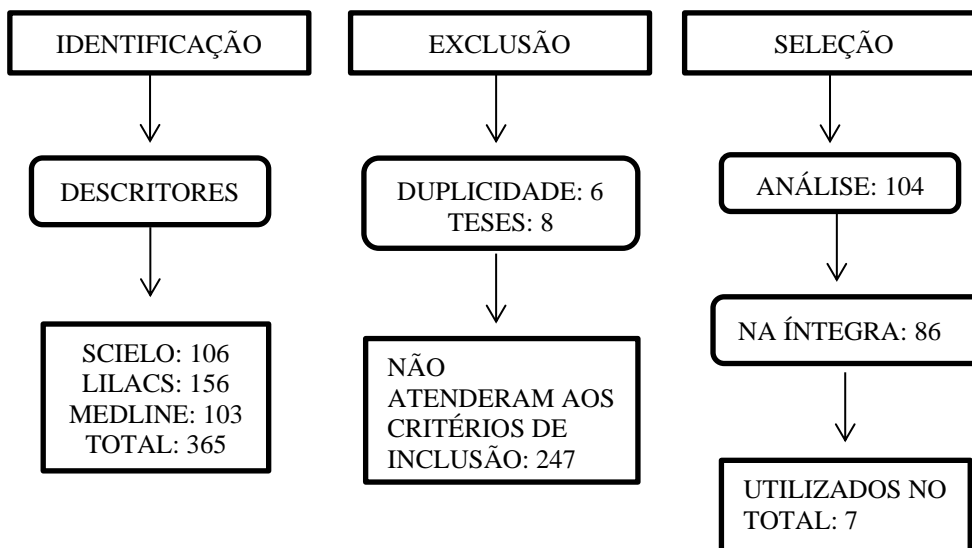 IDENTIFICAÇÃO
DESCRITORES
SCIELO: 106
LILACS: 156
MEDLINE: 103
TOTAL: 365
EXCLUSÃO
DUPLICIDADE: 6
TESES: 8
NÃO
ATENDERAM AOS
CRITÉRIOS DE
INCLUSÃO: 247
SELEÇÃO
ANÁLISE: 104
NA ÍNTEGRA: 86
UTILIZADOS NO
TOTAL: 7